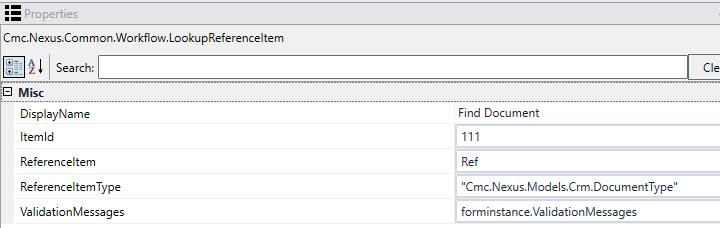 Properties
Cmc.Nexus.Common.Workflow.LookupReferenceItem
Search: Cle
Misc
DisplayName Find Document
ItemId 111
ReferenceItem Ref
ReferenceItemType "Cmc.Nexus.Models.Crm.DocumentType"
ValidationMessages forminstance.ValidationMessages